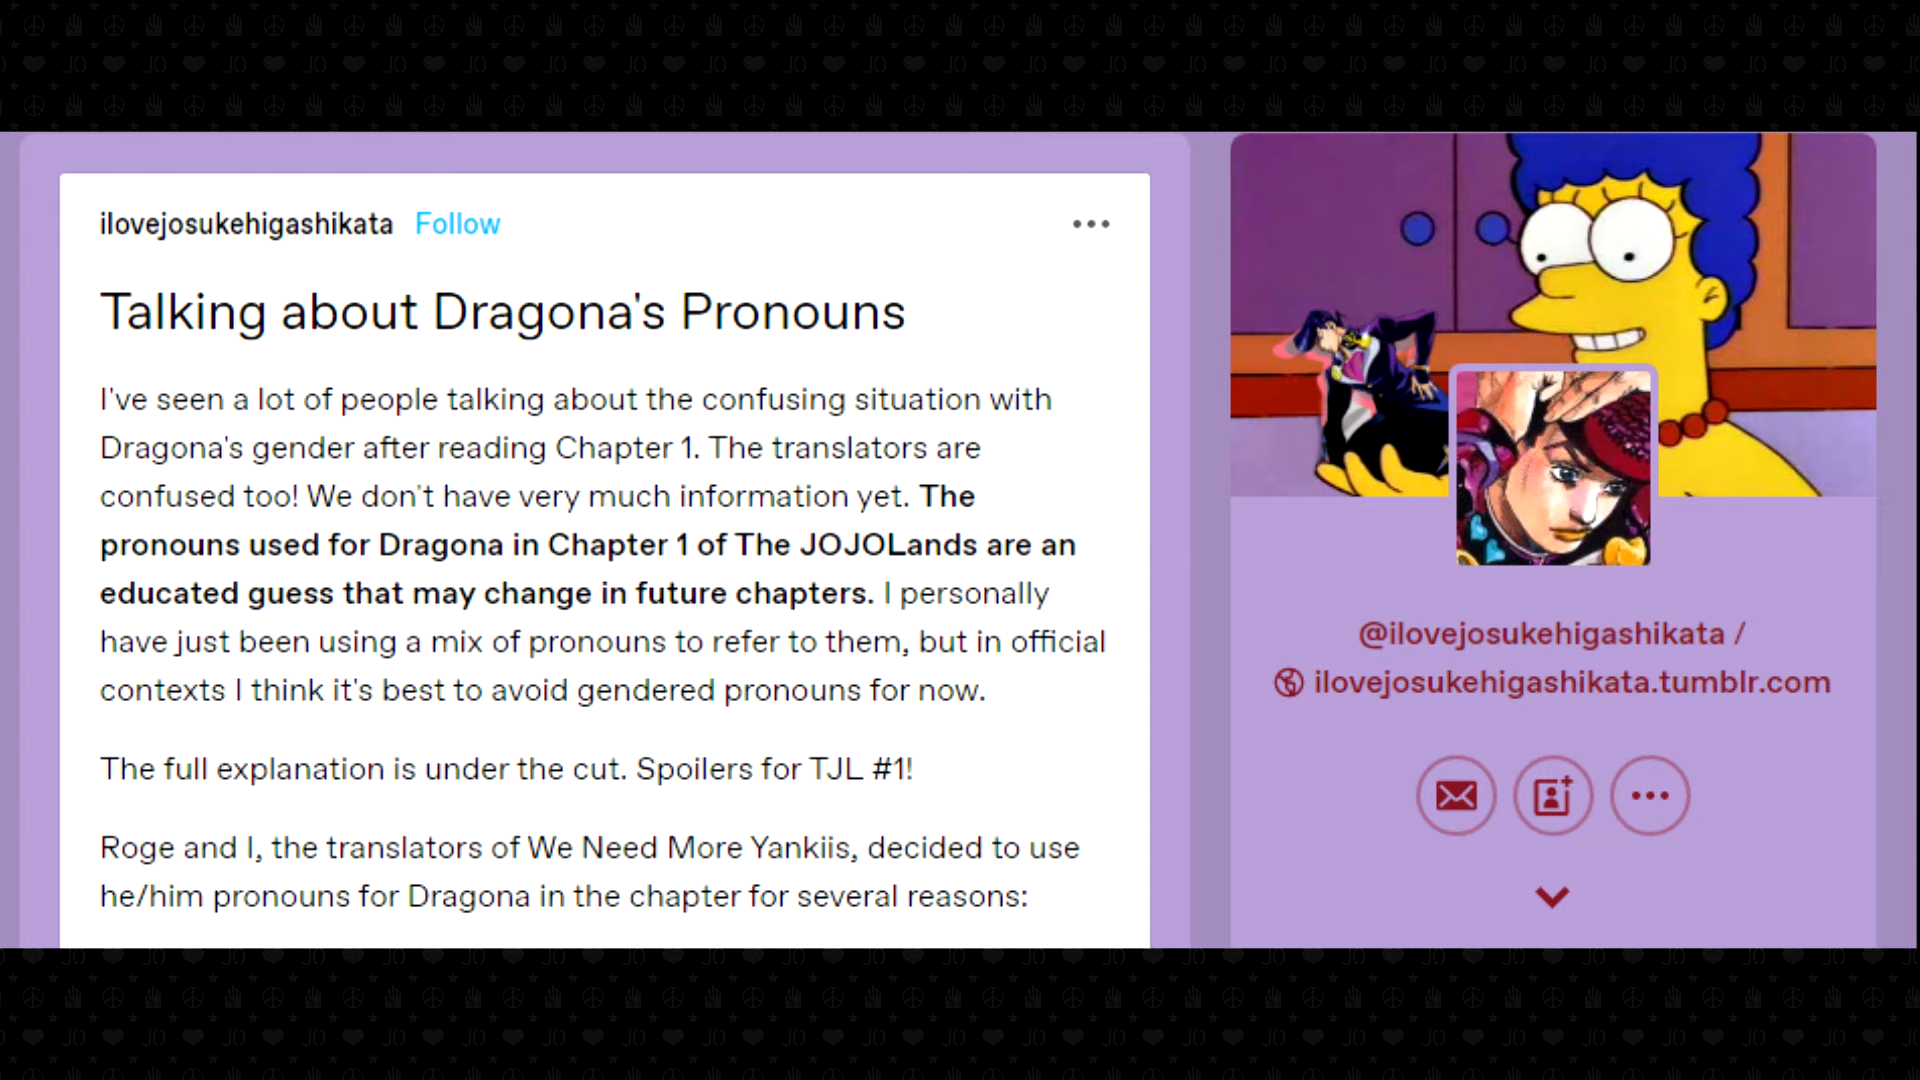 ilovejosukehigashikata Follow
Talking about Dragona's Pronouns
I've seen a lot of people talking about the confusing situation with
Dragona's gender after reading Chapter 1. The translators are
confused too! We don't have very much information yet. The
pronouns used for Dragona in Chapter 1 of The JOJOLands are an
educated guess that may change in future chapters. I personally
have just been using a mix of pronouns to refer to them, but in official
contexts I think it's best to avoid gendered pronouns for now.
The full explanation is under the cut. Spoilers for TJL #1!
Roge and I, the translators of We Need More Yankiis, decided to use
he/him pronouns for Dragona in the chapter for several reasons:
@ilovejosukehigashikata /
ilovejosukehigashikata.tumblr.com